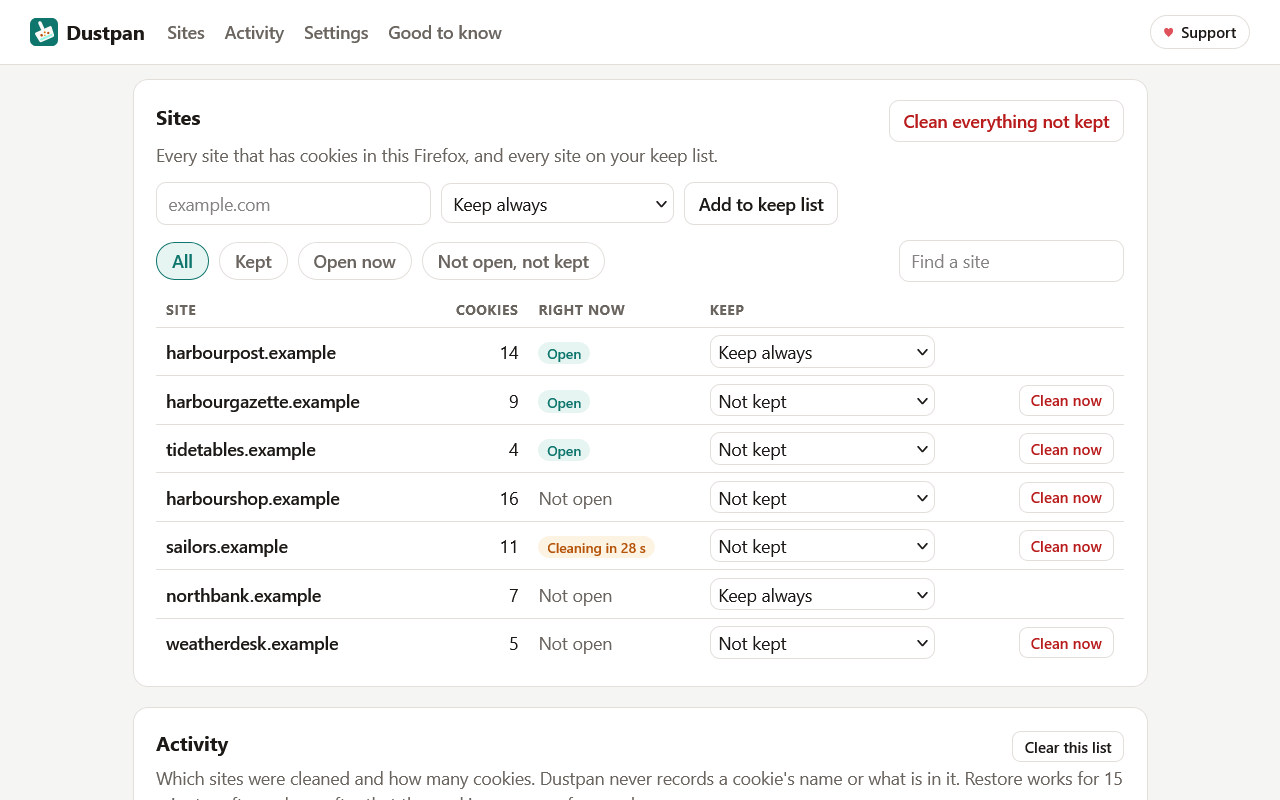 Dustpan Sites Activity Settings Good to know Support
Sites
Clean everything not kept
Every site that has cookies in this Firefox, and every site on your keep list.
example.com Keep always Add to keep list
All Kept Open now Not open, not kept Find a site
SITE COOKIES RIGHT NOW KEEP
harbourpost.example 14 Open Keep always
harbourgazette.example 9 Open Not kept Clean now
tidetables.example 4 Open Not kept Clean now
harbourshop.example 16 Not open Not kept Clean now
sailors.example 11 Cleaning in 28 s Not kept Clean now
northbank.example 7 Not open Keep always
weatherdesk.example 5 Not open Not kept Clean now
Activity
Clear this list
Which sites were cleaned and how many cookies. Dustpan never records a cookie's name or what is in it. Restore works for 15